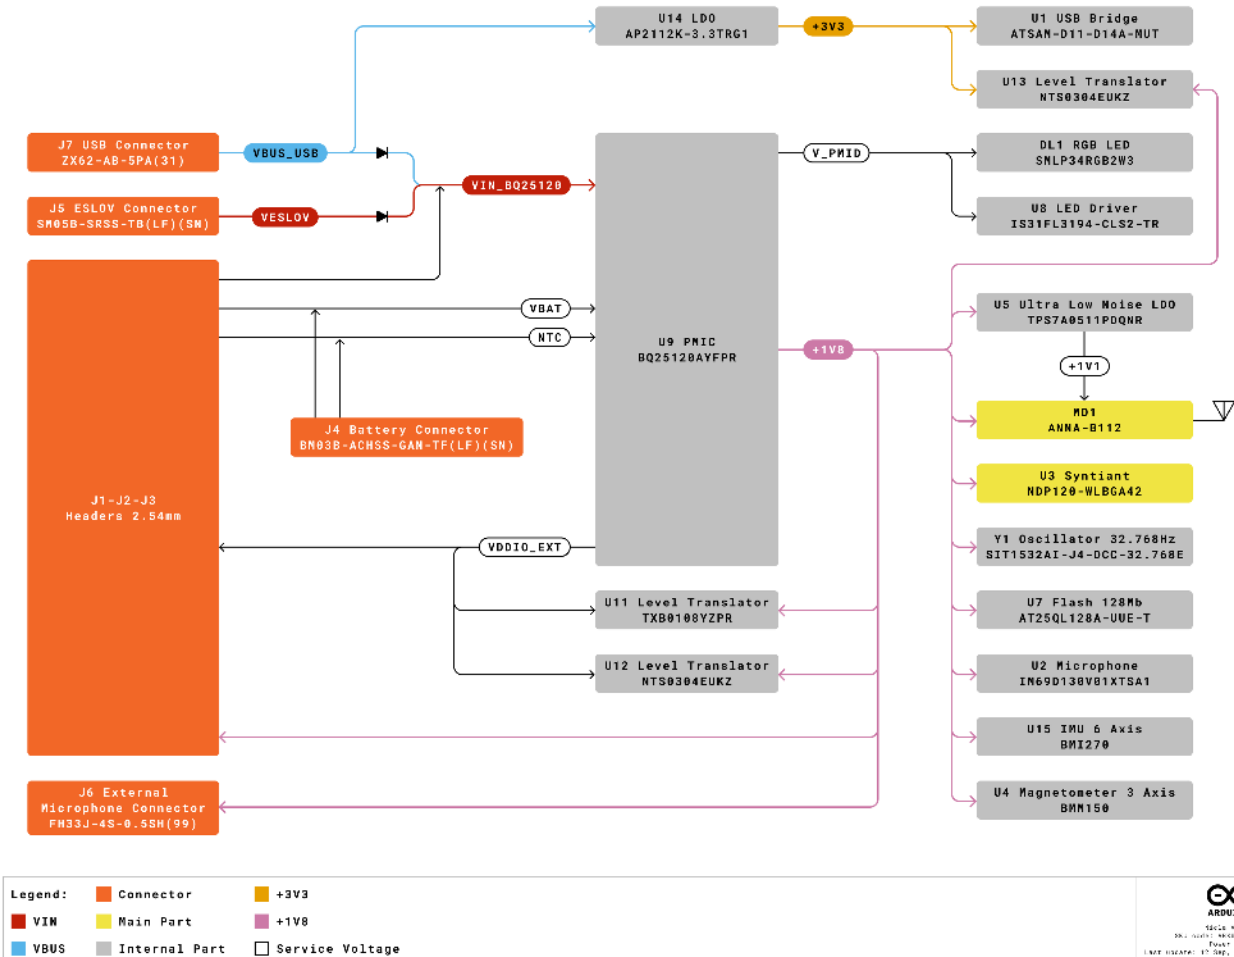 U14 LDO
AP2112K-3.3TRG1
+3V3
U1 USB Bridge
ATSAM-D11-D14A-MUT
U13 Level Translator
NTS0304EUKZ
J7 USB Connector
ZX62-AB-5PA(31)
VBUS_USB
V_PMID
DL1 RGB LED
SMLP34RGB2W3
VIN_BQ25120
J5 ESLOV Connector
SM05B-SRSS-TB(LF)(SN)
VESLOV
U8 LED Driver
IS31FL3194-CLS2-TR
VBAT
NTC
U9 PMIC
BQ25120AYFPR
+1V8
U5 Ultra Low Noise LDO
TPS7A0511PDQNR
+1V1
MD1
ANNA-B112
J4 Battery Connector
BM03B-ACHSS-GAN-TF(LF)(SN)
U3 Syntiant
NDP120-WLBGA42
J1-J2-J3
Headers 2.54mm
VDDIO_EXT
Y1 Oscillator 32.768Hz
SIT1532AI-J4-DCC-32.768E
U11 Level Translator
TXB0108YZPR
U7 Flash 128Mb
AT25QL128A-UUE-T
U12 Level Translator
NTS0304EUKZ
U2 Microphone
IM69D130V01XTSA1
U15 IMU 6 Axis
BMI270
J6 External
Microphone Connector
FH33J-4S-0.5SH(99)
U4 Magnetometer 3 Axis
BMM150
Legend:
Connector
+3V3
VIN
Main Part
+1V8
VBUS
Internal Part
Service Voltage
ARDU
Power
Last update: 12 Sep,